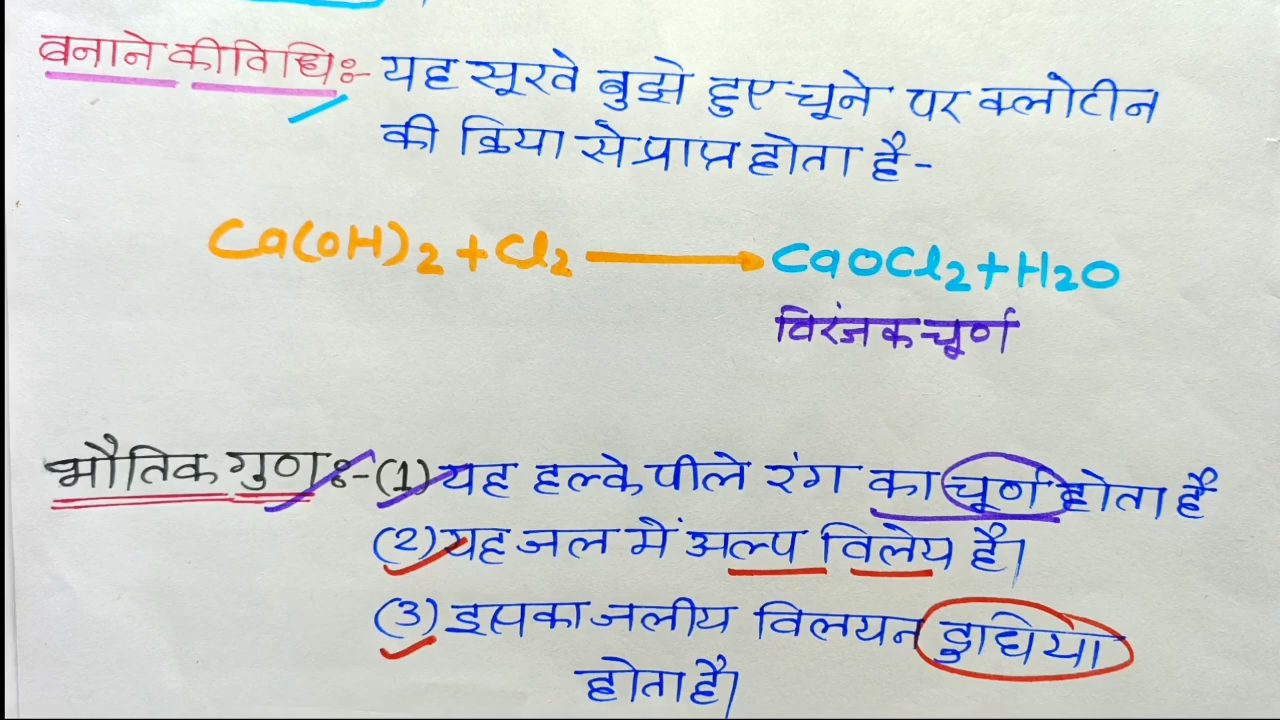 बनाने की विधि:- यह सूखे बुझे हुए चूने पर क्लोरीन
की क्रिया से प्राप्त होता है-
Ca(OH)2 + Cl2 → CaOCl2 + H2O
विरंजक चूर्ण
भौतिक गुण:- (1) यह हल्के पीले रंग का चूर्ण होता है
(2) यह जल में अल्प विलेय है।
(3) इसका जलीय विलयन दुधिया
होता है।